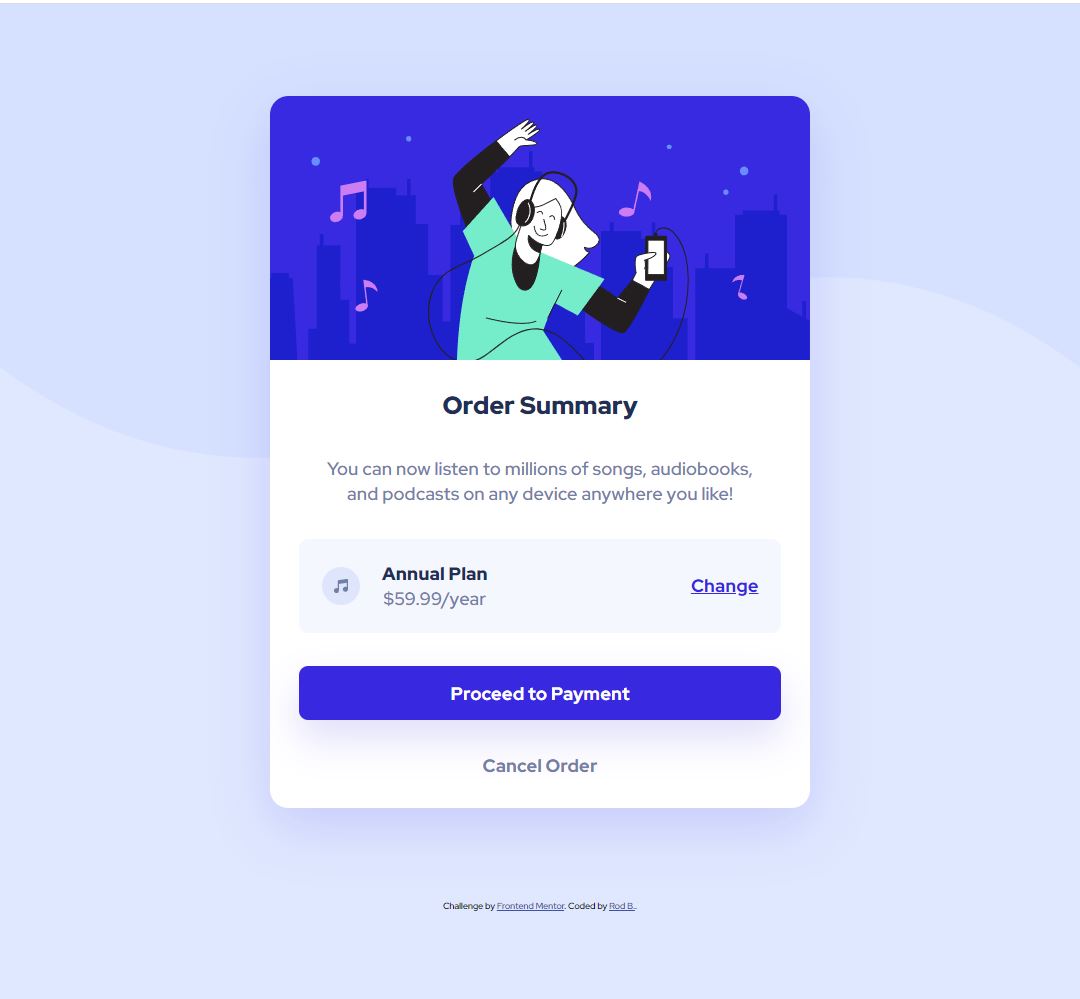 Order Summary
You can now listen to millions of songs, audiobooks,
and podcasts on any device anywhere you like!
Annual Plan
$59.99/year
Change
Proceed to Payment
Cancel Order
Challenge by Frontend Mentor. Coded by Rod B..